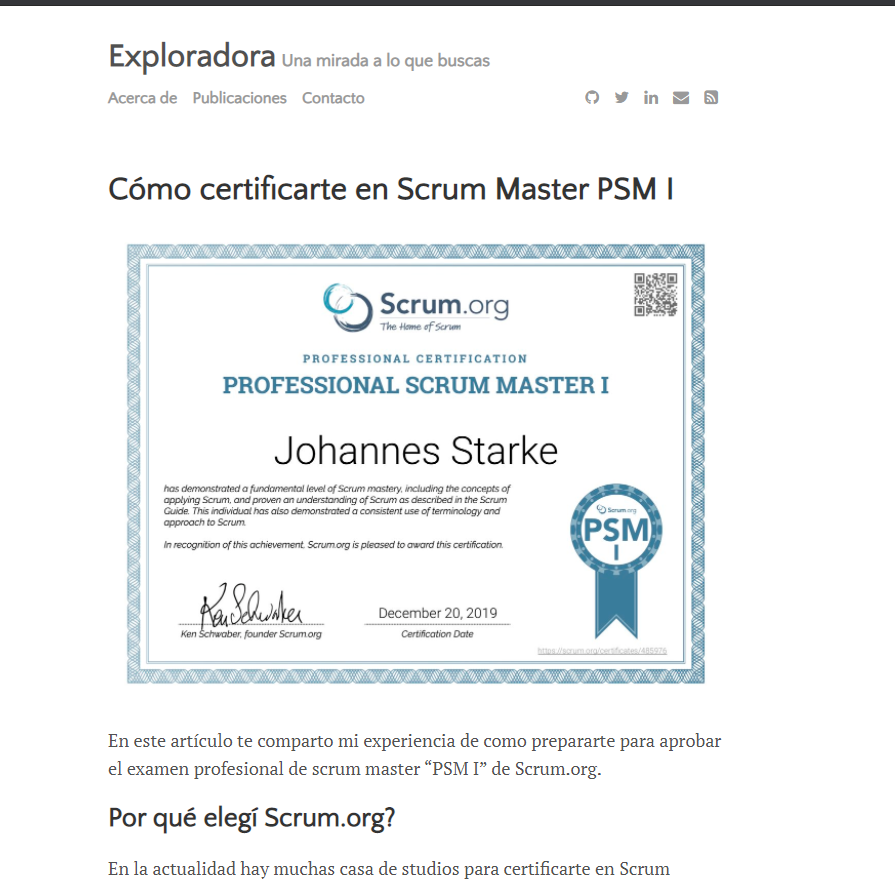 Exploradora Una mirada a lo que buscas
Acerca de Publicaciones Contacto
Cómo certificarte en Scrum Master PSM I
Scrum.org
The Home of Scrum
PROFESSIONAL CERTIFICATION
PROFESSIONAL SCRUM MASTER I
Johannes Starke
has demonstrated a fundamental level of Scrum mastery, including the concepts of
applying Scrum, and proven an understanding of Scrum as described in the Scrum
Guide. This individual has also demonstrated a consistent use of terminology and
approach to Scrum.
In recognition of this achievement, Scrum.org is pleased to award this certification.
Scrum.org
PSM
I
Ken Schwaber
December 20, 2019
Ken Schwaber, founder Scrum.org
Certification Date
https://scrum.org/certificates/485976
En este artículo te comparto mi experiencia de como prepararte para aprobar
el examen profesional de scrum master “PSM I” de Scrum.org.
Por qué elegí Scrum.org?
En la actualidad hay muchas casa de studios para certificarte en Scrum